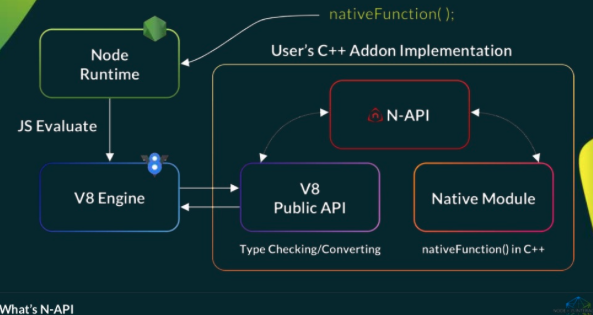 nativeFunction( );
Node
Runtime
User's C++ Addon Implementation
N-API
JS Evaluate
V8 Engine
V8
Public API
Native Module
Type Checking/Converting
nativeFunction() in C++
What's N-API